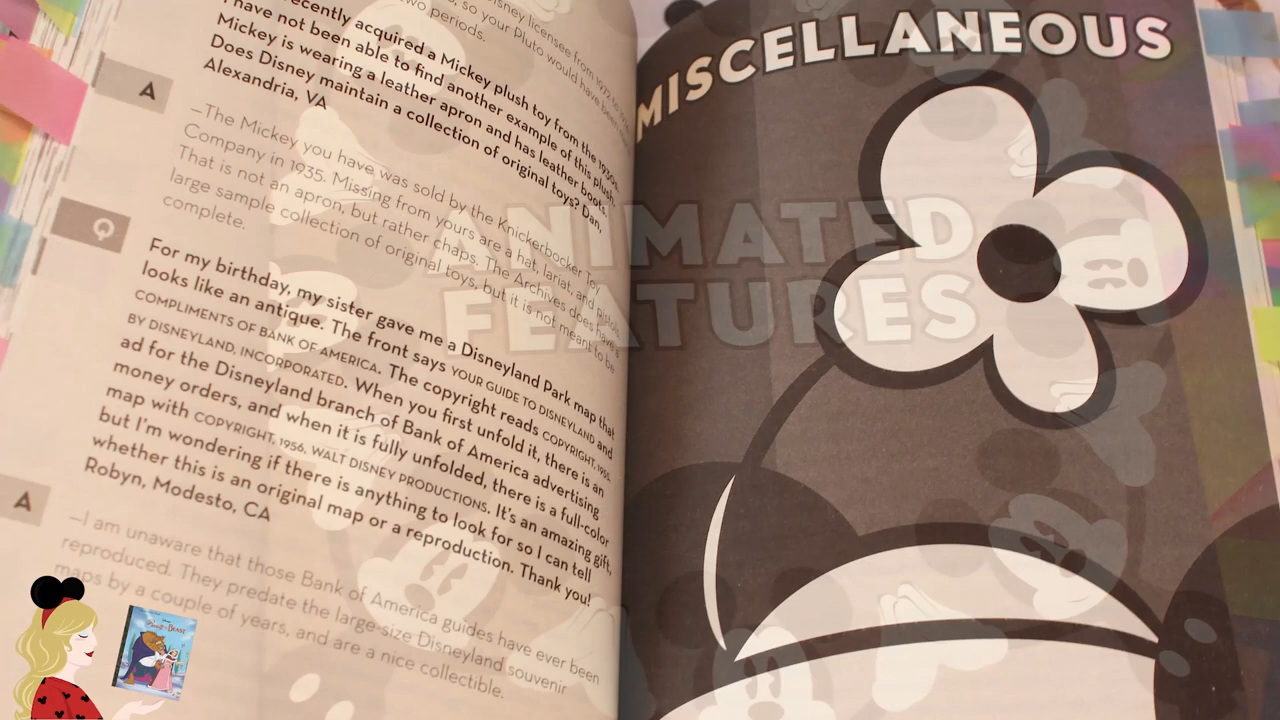 Disney licensee from 1972 to
, so your Pluto would have been
two periods.
recently acquired a Mickey plush toy from the 1930s.
I have not been able to find another example of this plush.
Mickey is wearing a leather apron and has leather boots.
Does Disney maintain a collection of original toys? Dan,
Alexandria, VA
A
—The Mickey you have was sold by the Knickerbocker Toy
Company in 1935. Missing from yours are a hat, lariat, and pistols.
That is not an apron, but rather chaps. The Archives does have a
large sample collection of original toys, but it is not meant to be
complete.
Q
For my birthday, my sister gave me a Disneyland Park map that
looks like an antique. The front says YOUR GUIDE TO DISNEYLAND and
COMPLIMENTS OF BANK OF AMERICA. The copyright reads COPYRIGHT, 1955,
BY DISNEYLAND, INCORPORATED. When you first unfold it, there is an
ad for the Disneyland branch of Bank of America advertising
money orders, and when it is fully unfolded, there is a full-color
map with COPYRIGHT, 1956, WALT DISNEY PRODUCTIONS. It's an amazing gift,
but I'm wondering if there is anything to look for so I can tell
whether this is an original map or a reproduction. Thank you!
Robyn, Modesto, CA
A
—I am unaware that those Bank of America guides have ever been
reproduced. They predate the large-size Disneyland souvenir
maps by a couple of years, and are a nice collectible.
MISCELLANEOUS
ANIMATED
FEATURES
Beauty and the Beast